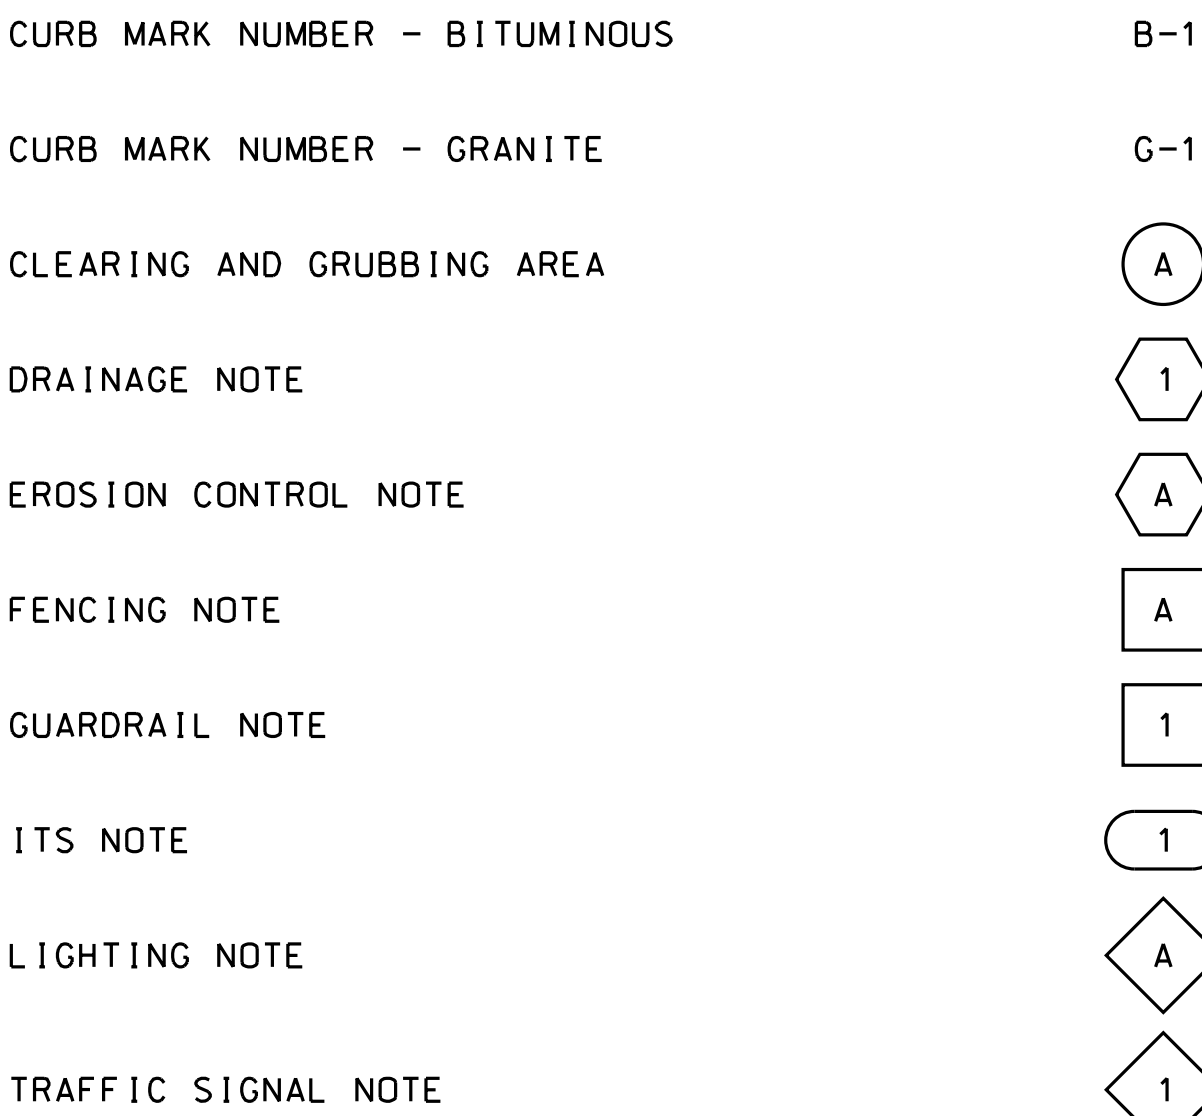 CURB MARK NUMBER - BITUMINOUS B-1
CURB MARK NUMBER - GRANITE G-1
CLEARING AND GRUBBING AREA A
DRAINAGE NOTE 1
EROSION CONTROL NOTE A
FENCING NOTE A
GUARDRAIL NOTE 1
ITS NOTE 1
LIGHTING NOTE A
TRAFFIC SIGNAL NOTE 1